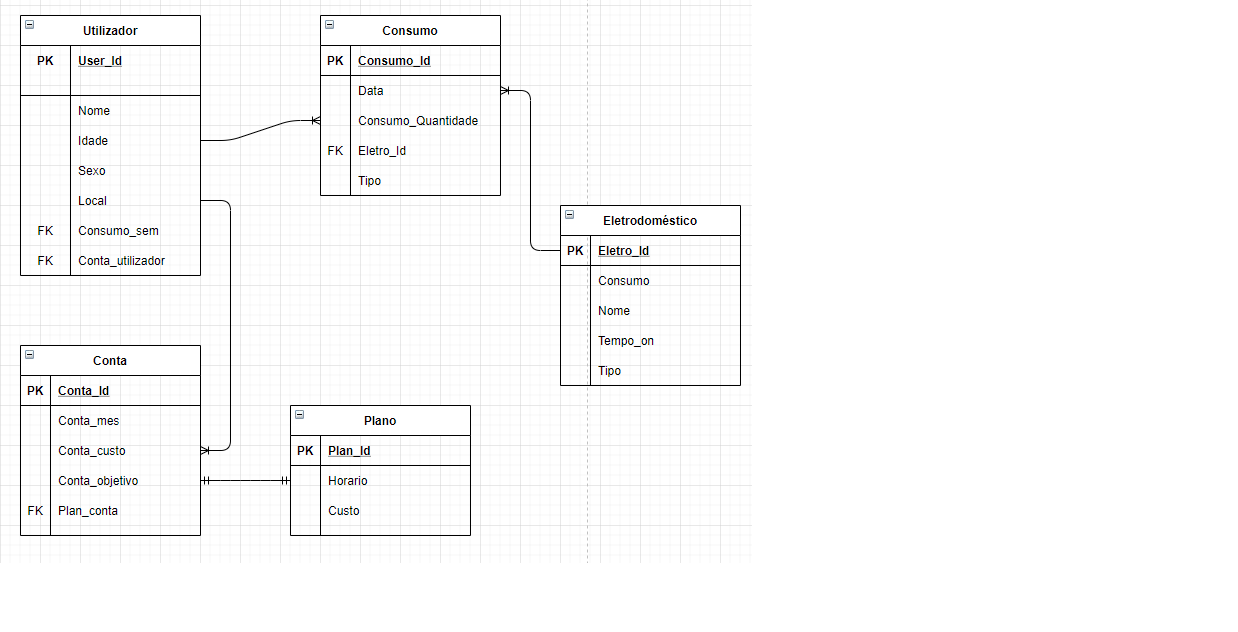 Utilizador
PK User_Id
Nome
Idade
Sexo
Local
FK Consumo_sem
FK Conta_utilizador
Consumo
PK Consumo_Id
Data
Consumo_Quantidade
FK Eletro_Id
Tipo
Eletrodoméstico
PK Eletro_Id
Consumo
Nome
Tempo_on
Tipo
Conta
PK Conta_Id
Conta_mes
Conta_custo
Conta_objetivo
FK Plan_conta
Plano
PK Plan_Id
Horario
Custo